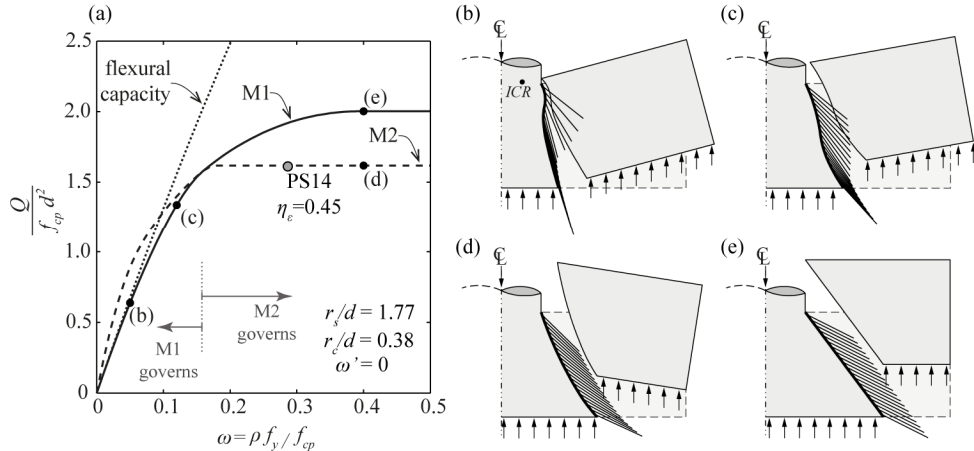 (a)
2.5
2.0
1.5
1.0
0.5
0
Q
f_cp d²
flexural
capacity
M1
(e)
M2
PS14
(d)
η_ε = 0.45
(c)
(b)
M1
governs
M2
governs
r_s/d = 1.77
r_c/d = 0.38
ω' = 0
0 0.1 0.2 0.3 0.4 0.5
ω = ρ f_y / f_cp
(b)
℄
ICR
(c)
℄
(d)
℄
(e)
℄